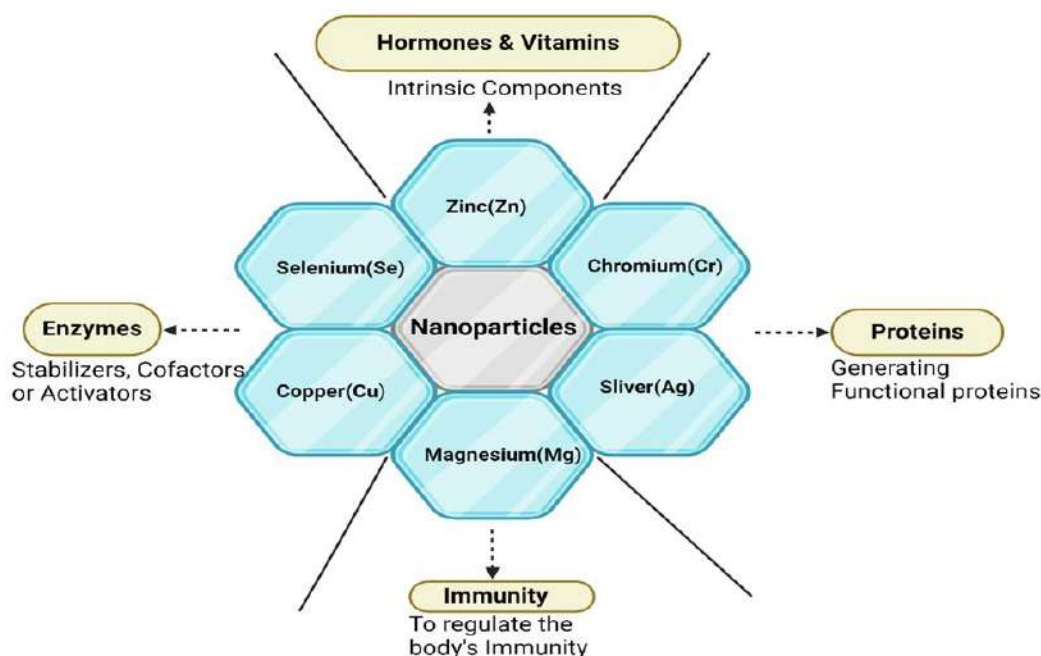 Hormones & Vitamins
Intrinsic Components
Zinc(Zn)
Selenium(Se)
Chromium(Cr)
Nanoparticles
Enzymes
Stabilizers, Cofactors
or Activators
Proteins
Generating
Functional proteins
Copper(Cu)
Sliver(Ag)
Magnesium(Mg)
Immunity
To regulate the
body's Immunity